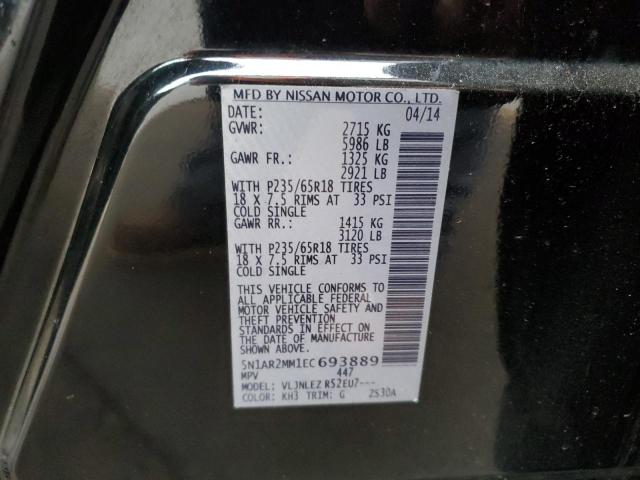 MFD BY NISSAN MOTOR CO., LTD.
DATE: 04/14
GVWR: 2715 KG
5986 LB
GAWR FR.: 1325 KG
2921 LB
WITH P235/65R18 TIRES
18 X 7.5 RIMS AT 33 PSI
COLD SINGLE
GAWR RR.: 1415 KG
3120 LB
WITH P235/65R18 TIRES
18 X 7.5 RIMS AT 33 PSI
COLD SINGLE
THIS VEHICLE CONFORMS TO
ALL APPLICABLE FEDERAL
MOTOR VEHICLE SAFETY AND
THEFT PREVENTION
STANDARDS IN EFFECT ON
THE DATE OF MANUFACTURE
SHOWN ABOVE.
5N1AR2MM1EC693889
MPV 447
MODEL: VLJNLEZ R52EU7---
COLOR: KH3 TRIM: G ZS30A